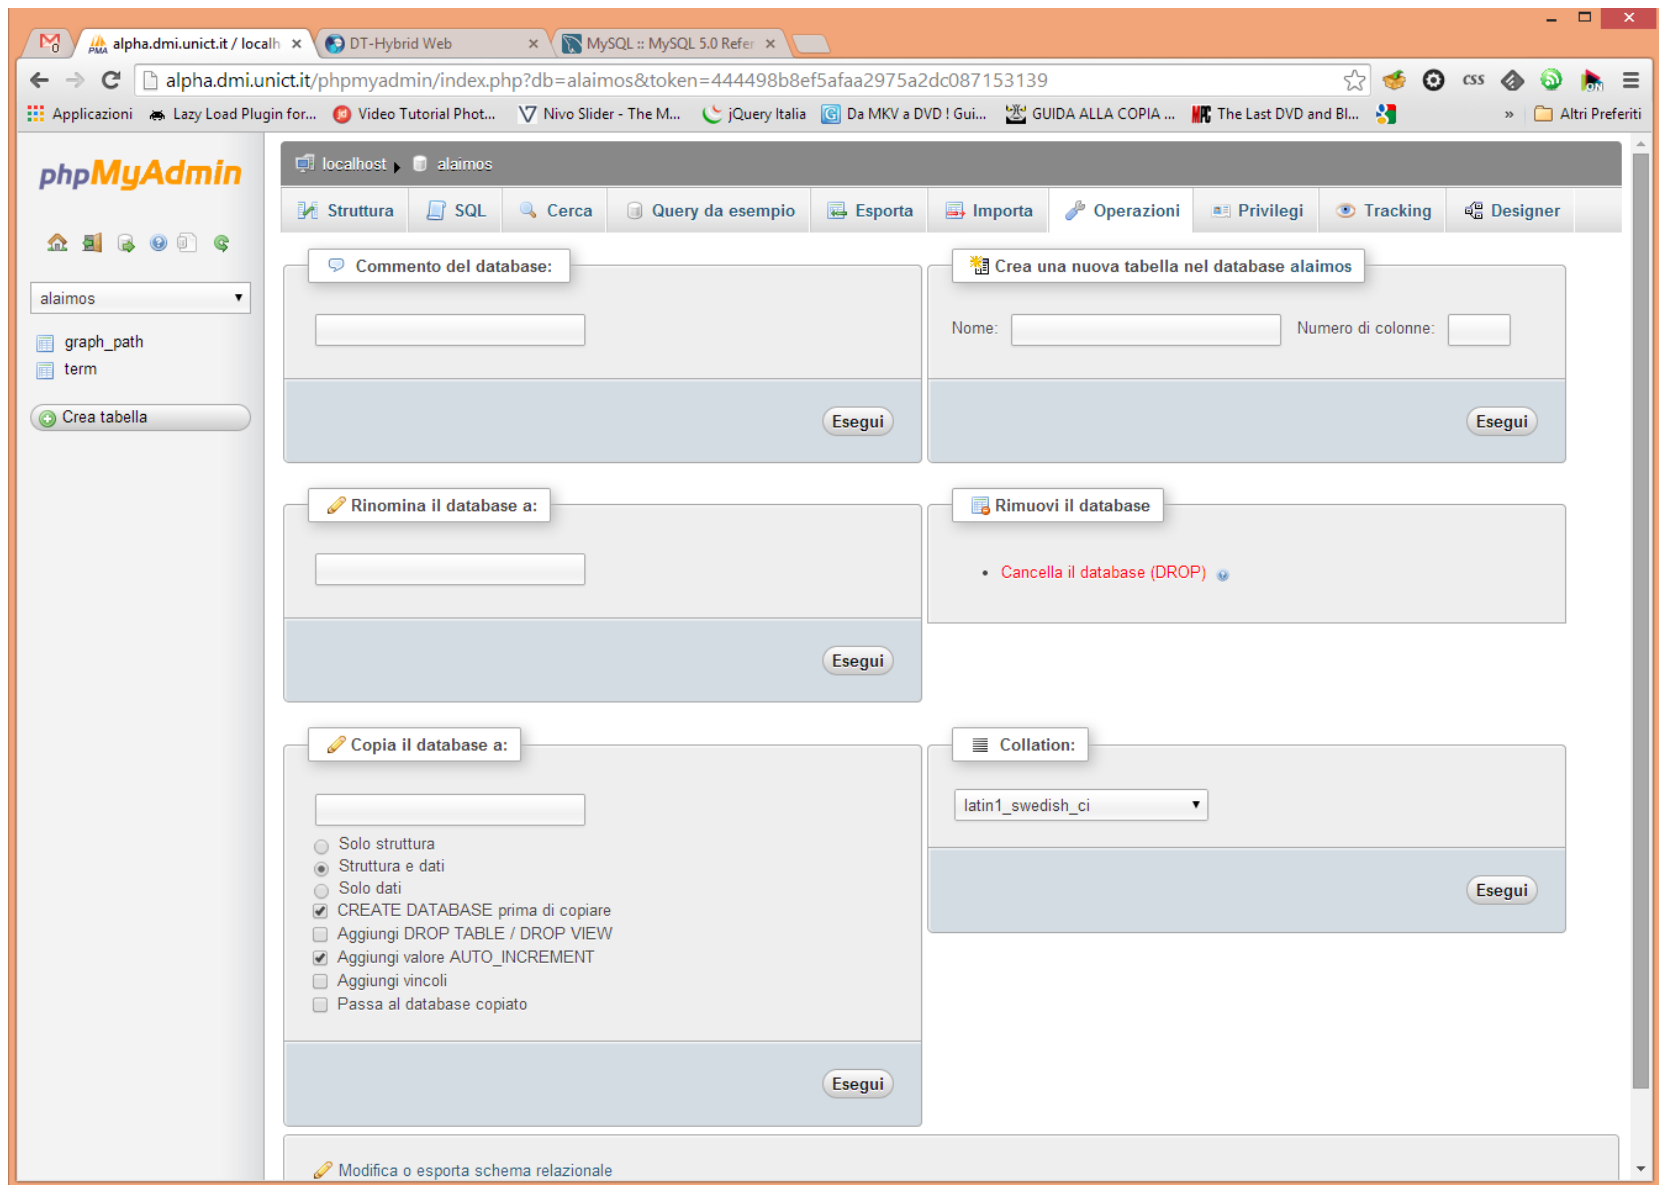 alpha.dmi.unict.it / localh
DT-Hybrid Web
MySQL :: MySQL 5.0 Refer
alpha.dmi.unict.it/phpmyadmin/index.php?db=alaimos&token=444498b8ef5afaa2975a2dc087153139
css
ON
Applicazioni
Lazy Load Plugin for...
Video Tutorial Phot...
Nivo Slider - The M...
jQuery Italia
Da MKV a DVD ! Gui...
GUIDA ALLA COPIA ...
The Last DVD and Bl...
»
Altri Preferiti
phpMyAdmin
localhost
alaimos
Struttura
SQL
Cerca
Query da esempio
Esporta
Importa
Operazioni
Privilegi
Tracking
Designer
alaimos
graph_path
term
Crea tabella
Commento del database:
Esegui
Crea una nuova tabella nel database alaimos
Nome:
Numero di colonne:
Esegui
Rinomina il database a:
Esegui
Rimuovi il database
• Cancella il database (DROP)
Copia il database a:
Solo struttura
Struttura e dati
Solo dati
CREATE DATABASE prima di copiare
Aggiungi DROP TABLE / DROP VIEW
Aggiungi valore AUTO_INCREMENT
Aggiungi vincoli
Passa al database copiato
Esegui
Collation:
latin1_swedish_ci
Esegui
Modifica o esporta schema relazionale